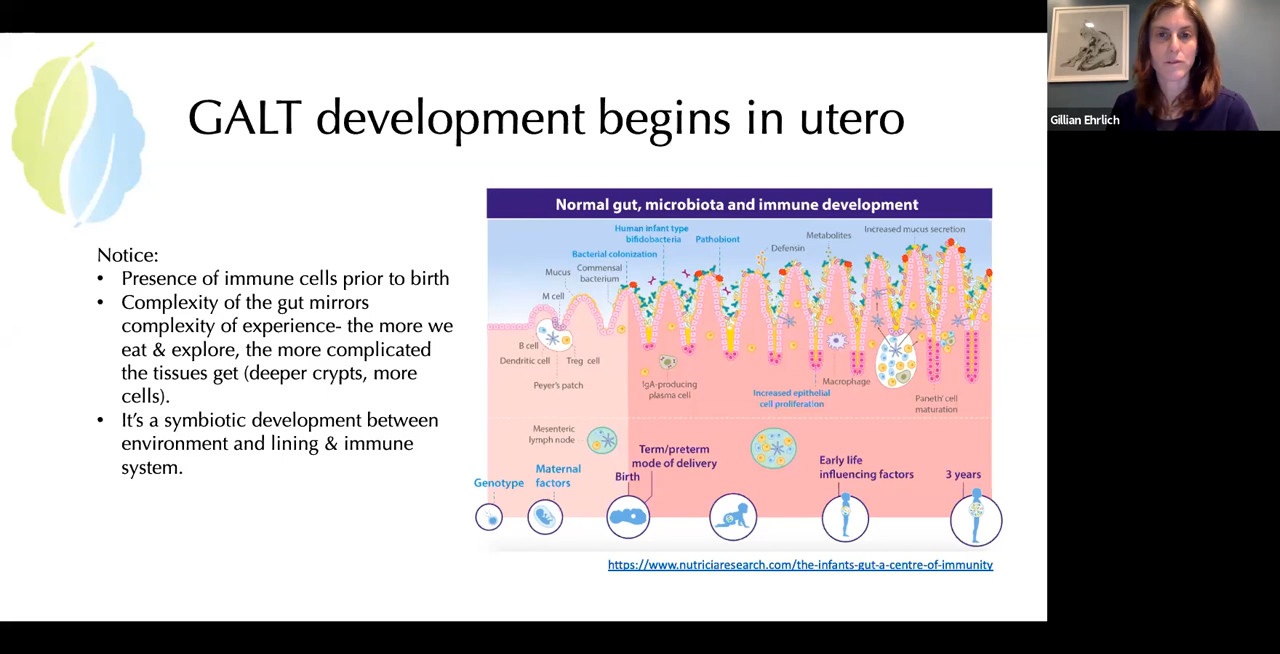 GALT development begins in utero
Gillian Ehrlich
Notice:
• Presence of immune cells prior to birth
• Complexity of the gut mirrors
complexity of experience- the more we
eat & explore, the more complicated
the tissues get (deeper crypts, more
cells).
• It's a symbiotic development between
environment and lining & immune
system.
Normal gut, microbiota and immune development
Human infant type
bifidobacteria
Pathobiont
Bacterial colonization
Mucus
Commensal
bacterium
M cell
Defensin
Metabolites
Increased mucus secretion
B cell
Dendritic cell
Treg cell
Peyer's patch
IgA-producing
plasma cell
Increased epithelial
cell proliferation
Macrophage
Paneth' cell
maturation
Mesenteric
lymph node
Term/preterm
mode of delivery
Genotype
Maternal
factors
Birth
Early life
influencing factors
3 years
https://www.nutriciaresearch.com/the-infants-gut-a-centre-of-immunity